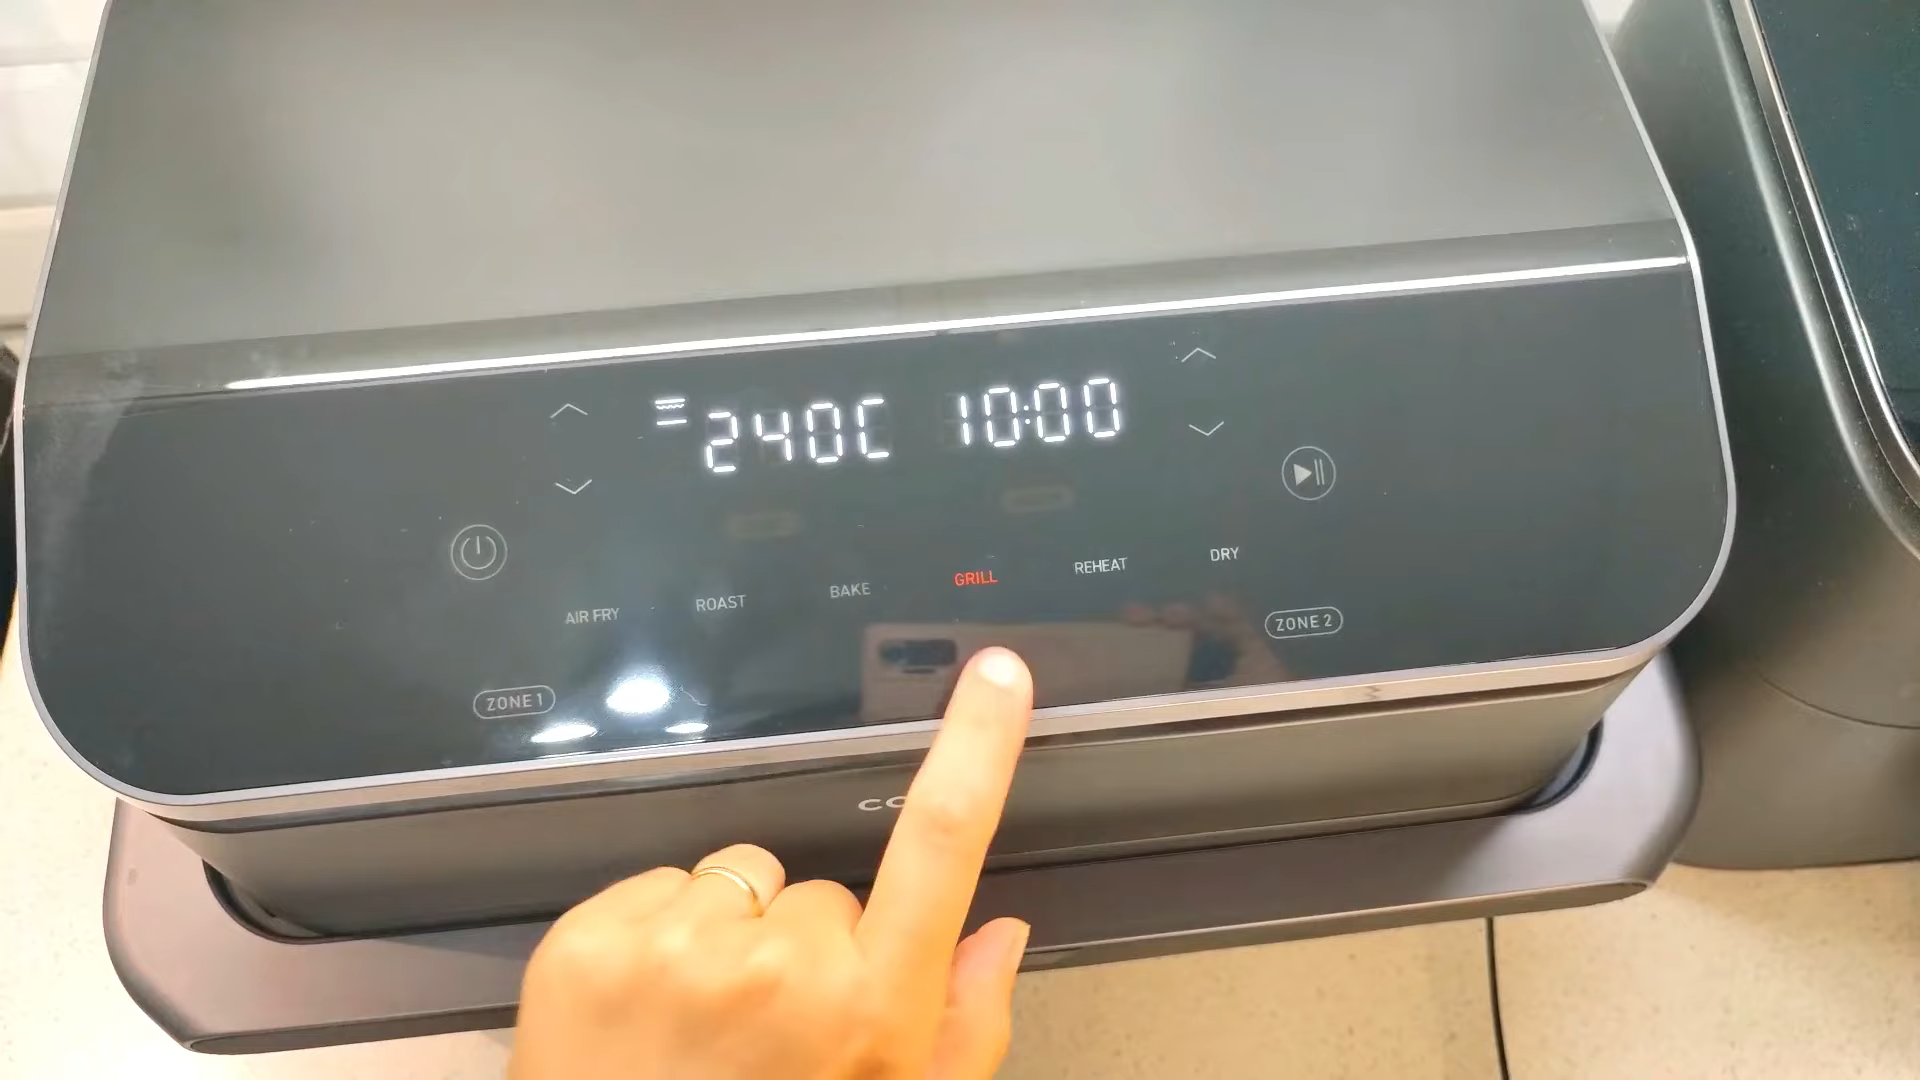 240C 10:00
AIR FRY ROAST BAKE GRILL REHEAT DRY
ZONE 1 ZONE 2